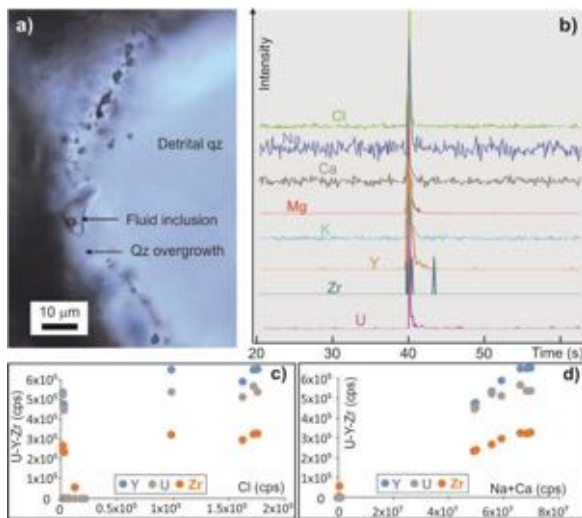 a)
Detrital qz
Fluid inclusion
Qz overgrowth
10 μm
b)
Intensity
Cl
Na
Ca
Mg
K
Y
Zr
U
20 40 60 Time (s)
c)
U-Y-Zr (cps)
6x10⁵
5x10⁵
4x10⁵
3x10⁵
2x10⁵
1x10⁵
0
Y U Zr
Cl (cps)
0 0.5x10⁵ 1x10⁵ 1.5x10⁵ 2x10⁵
d)
U-Y-Zr (cps)
6x10⁵
5x10⁵
4x10⁵
3x10⁵
2x10⁵
1x10⁵
0
Y U Zr
Na+Ca (cps)
0 2x10⁷ 4x10⁷ 6x10⁷ 8x10⁷